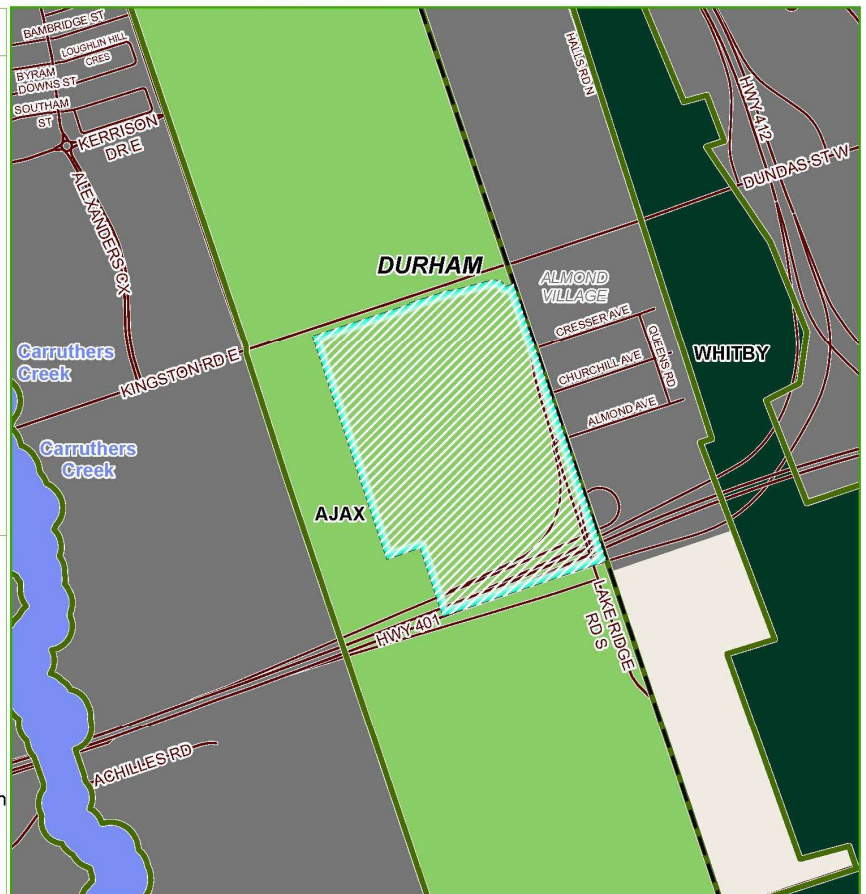 BAMBRIDGE ST
LOUGHLIN HILL
CRES
BYRAM
DOWNS ST
SOUTHAM
ST
KERRISON
DR E
ALEXANDERS CX
HALLS RD N
HWY 412
DUNDAS ST W
DURHAM
ALMOND
VILLAGE
CRESSER AVE
QUEENS RD
CHURCHILL AVE
ALMOND AVE
WHITBY
Carruthers
Creek
KINGSTON RD E
Carruthers
Creek
AJAX
HWY 401
LAKE RIDGE
RD S
ACHILLES RD